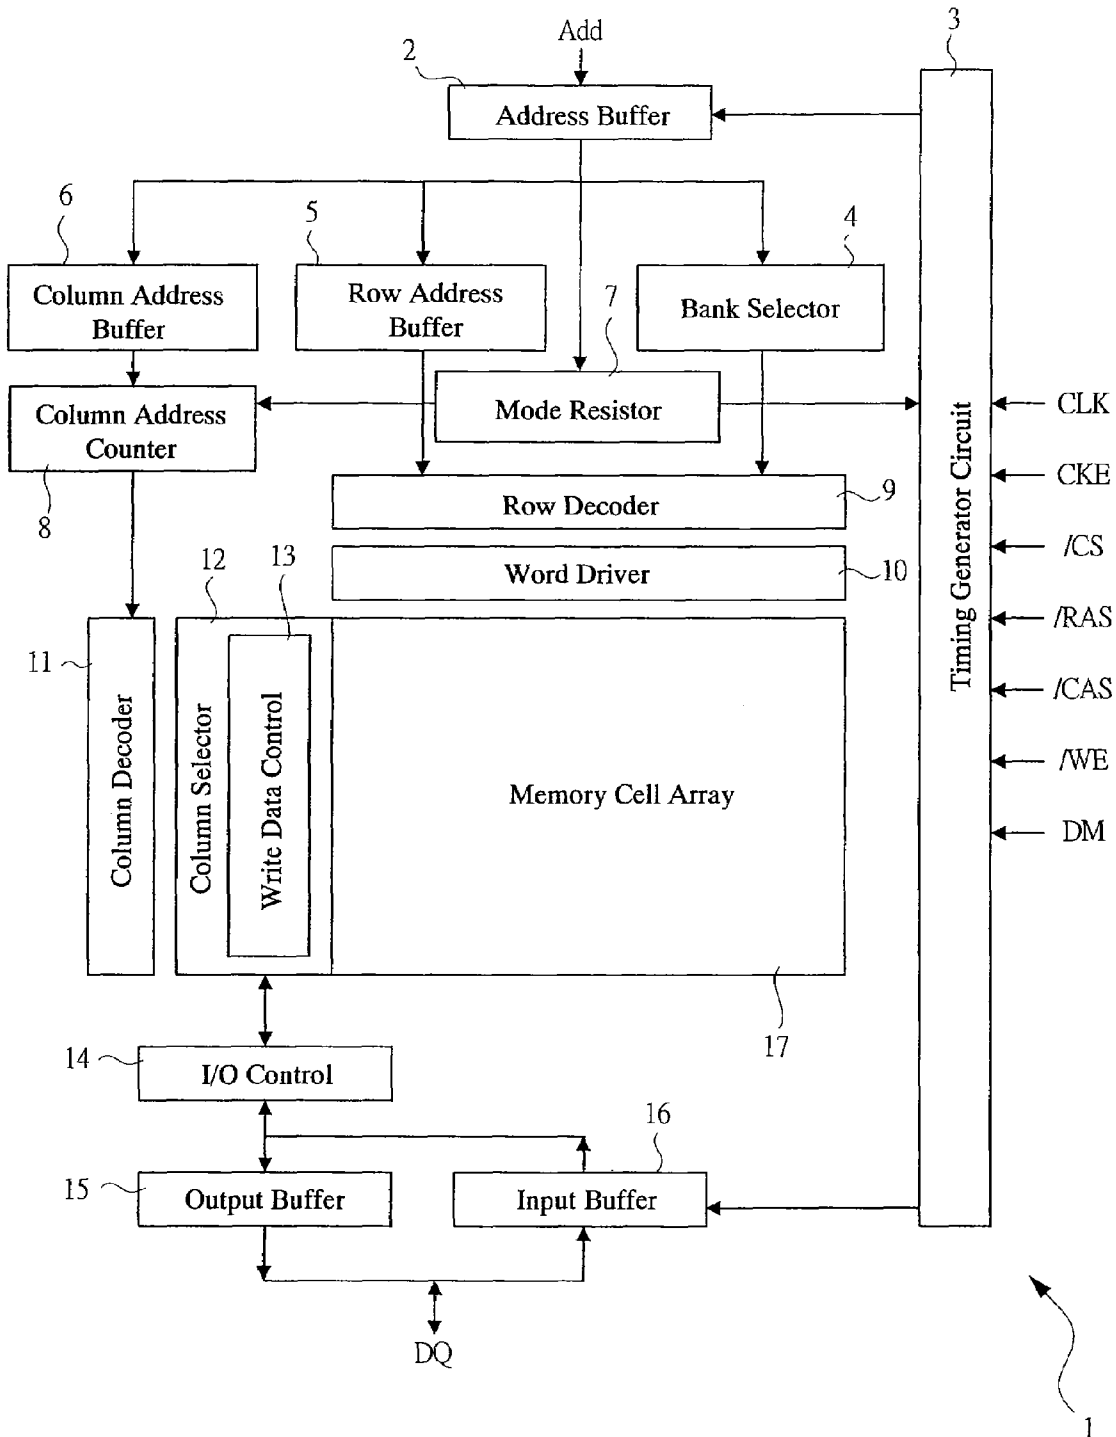 Add
3
2
Address Buffer
6
5
4
Column Address
Buffer
Row Address
Buffer
7
Bank Selector
Mode Resistor
Column Address
Counter
CLK
CKE
8
Row Decoder
9
/CS
12
13
Word Driver
10
/RAS
11
Timing Generator Circuit
/CAS
Column Decoder
Column Selector
Write Data Control
Memory Cell Array
/WE
DM
17
14
I/O Control
16
15
Output Buffer
Input Buffer
DQ
1